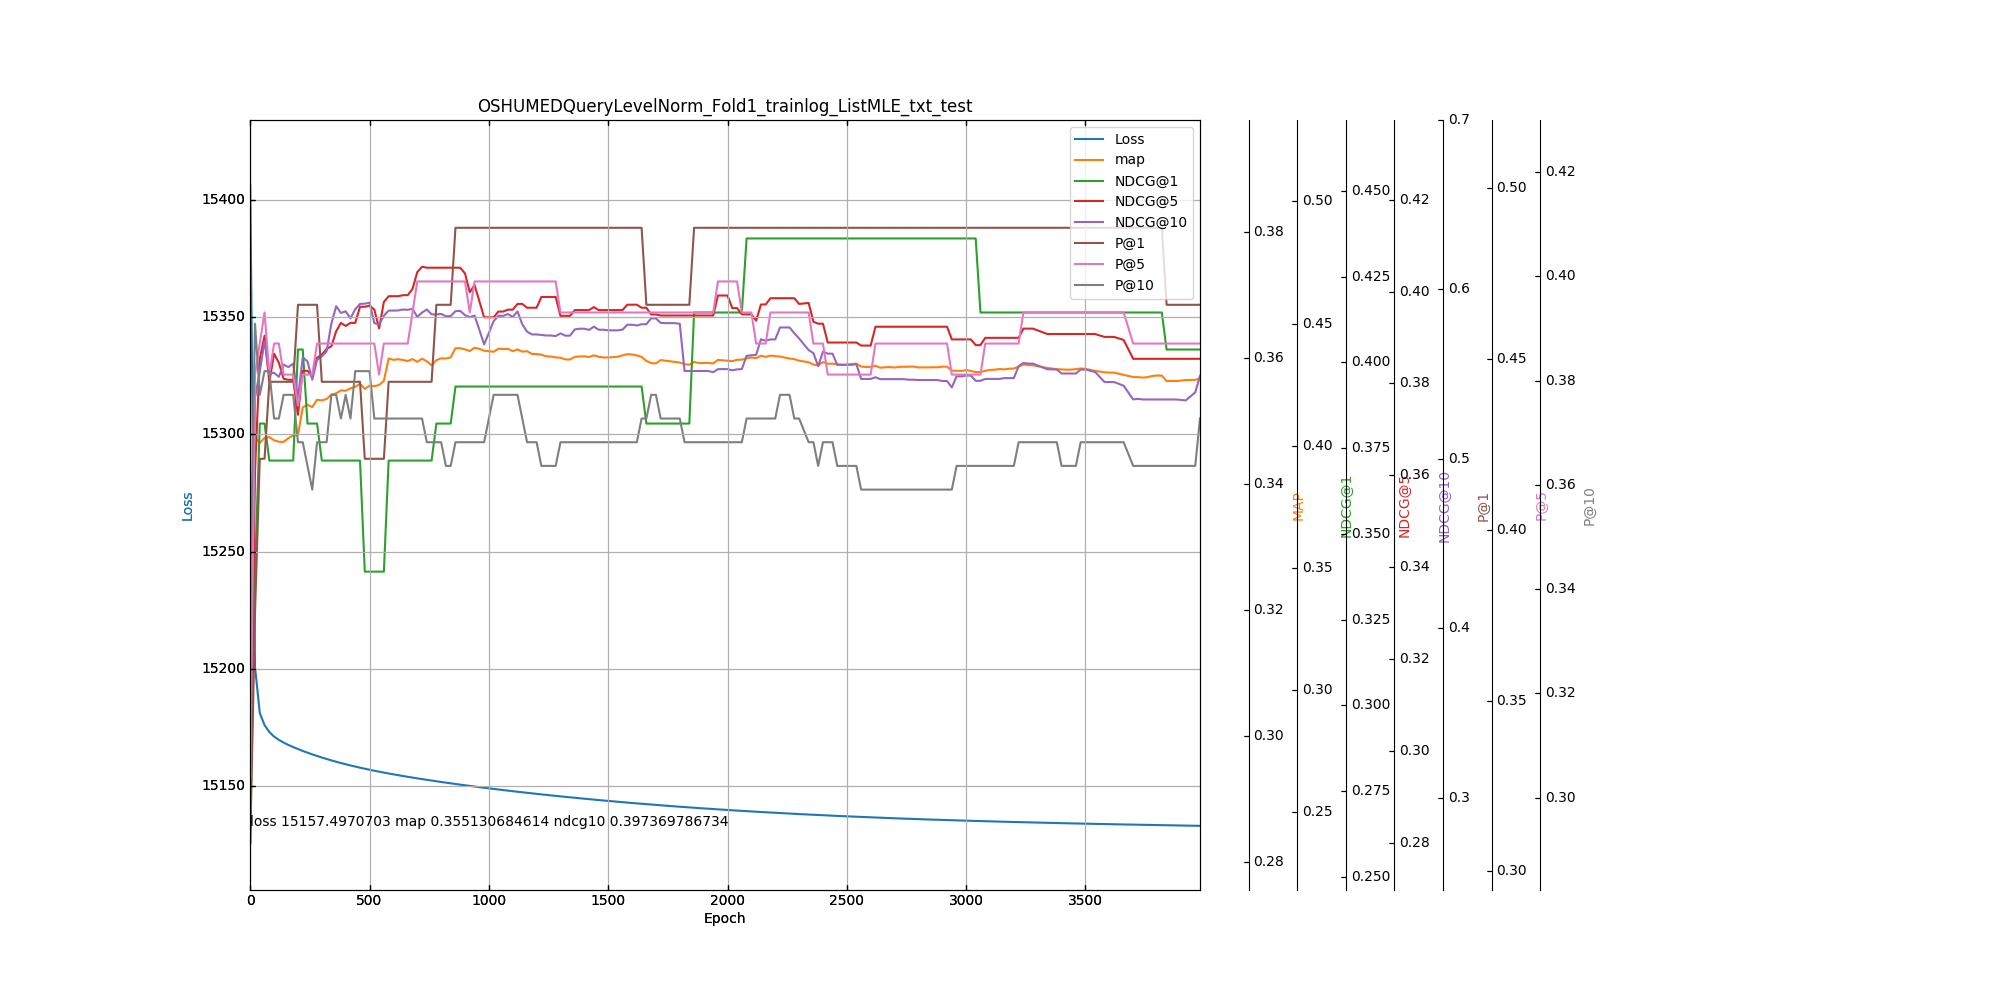 OSHUMEDQueryLevelNorm_Fold1_trainlog_ListMLE_txt_test
Loss
map
NDCG@1
NDCG@5
NDCG@10
P@1
P@5
P@10
15400
15350
15300
15250
15200
15150
Loss
loss 15157.4970703 map 0.355130684614 ndcg10 0.397369786734
0 500 1000 1500 2000 2500 3000 3500
Epoch
0.38
0.36
0.34
0.32
0.30
0.28
MAP
0.50
0.45
0.40
0.35
0.30
0.25
NDCG@1
0.450
0.425
0.400
0.375
0.350
0.325
0.300
0.275
0.250
NDCG@5
0.42
0.40
0.38
0.36
0.34
0.32
0.30
0.28
NDCG@10
0.7
0.6
0.5
0.4
0.3
P@1
0.50
0.45
0.40
0.35
0.30
P@5
0.42
0.40
0.38
0.36
0.34
0.32
0.30
P@10